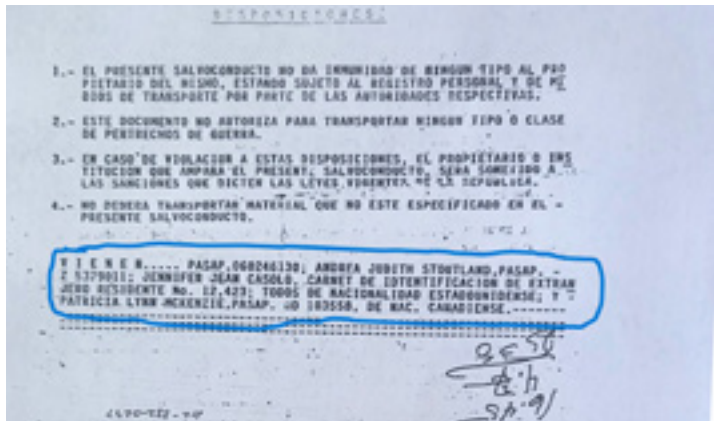 DISPOSICIONES:
1.- EL PRESENTE SALVOCONDUCTO NO DA INMUNIDAD DE NINGUN TIPO AL PRO
PIETARIO DEL MISMO, ESTANDO SUJETO AL REGISTRO PERSONAL Y DE ME
DIOS DE TRANSPORTE POR PARTE DE LAS AUTORIDADES RESPECTIVAS.
2.- ESTE DOCUMENTO NO AUTORIZA PARA TRANSPORTAR NINGUN TIPO O CLASE
DE PERTRECHOS DE GUERRA.
3.- EN CASO DE VIOLACION A ESTAS DISPOSICIONES, EL PROPIETARIO O INS
TITUCION QUE AMPARA EL PRESENTE SALVOCONDUCTO, SERA SOMETIDO A
LAS SANCIONES QUE DICTEN LAS LEYES VIGENTES DE LA REPUBLICA.
4.- NO DEBERA TRANSPORTAR MATERIAL QUE NO ESTE ESPECIFICADO EN EL -
PRESENTE SALVOCONDUCTO.
V I E N E N..... PASAP. ANDREA JUDITH STOUTLAND, PASAP. -
JENNIFER JEAN CASOLO, CARNET DE IDTENTIFICACION DE EXTRAN
JERO RESIDENTE No. 12,423; TODOS DE NACIONALIDAD ESTADOUNIDENSE; Y -
PATRICIA LYNN MCKENZIE, PASAP. DE NAC. CANADIENSE.-------